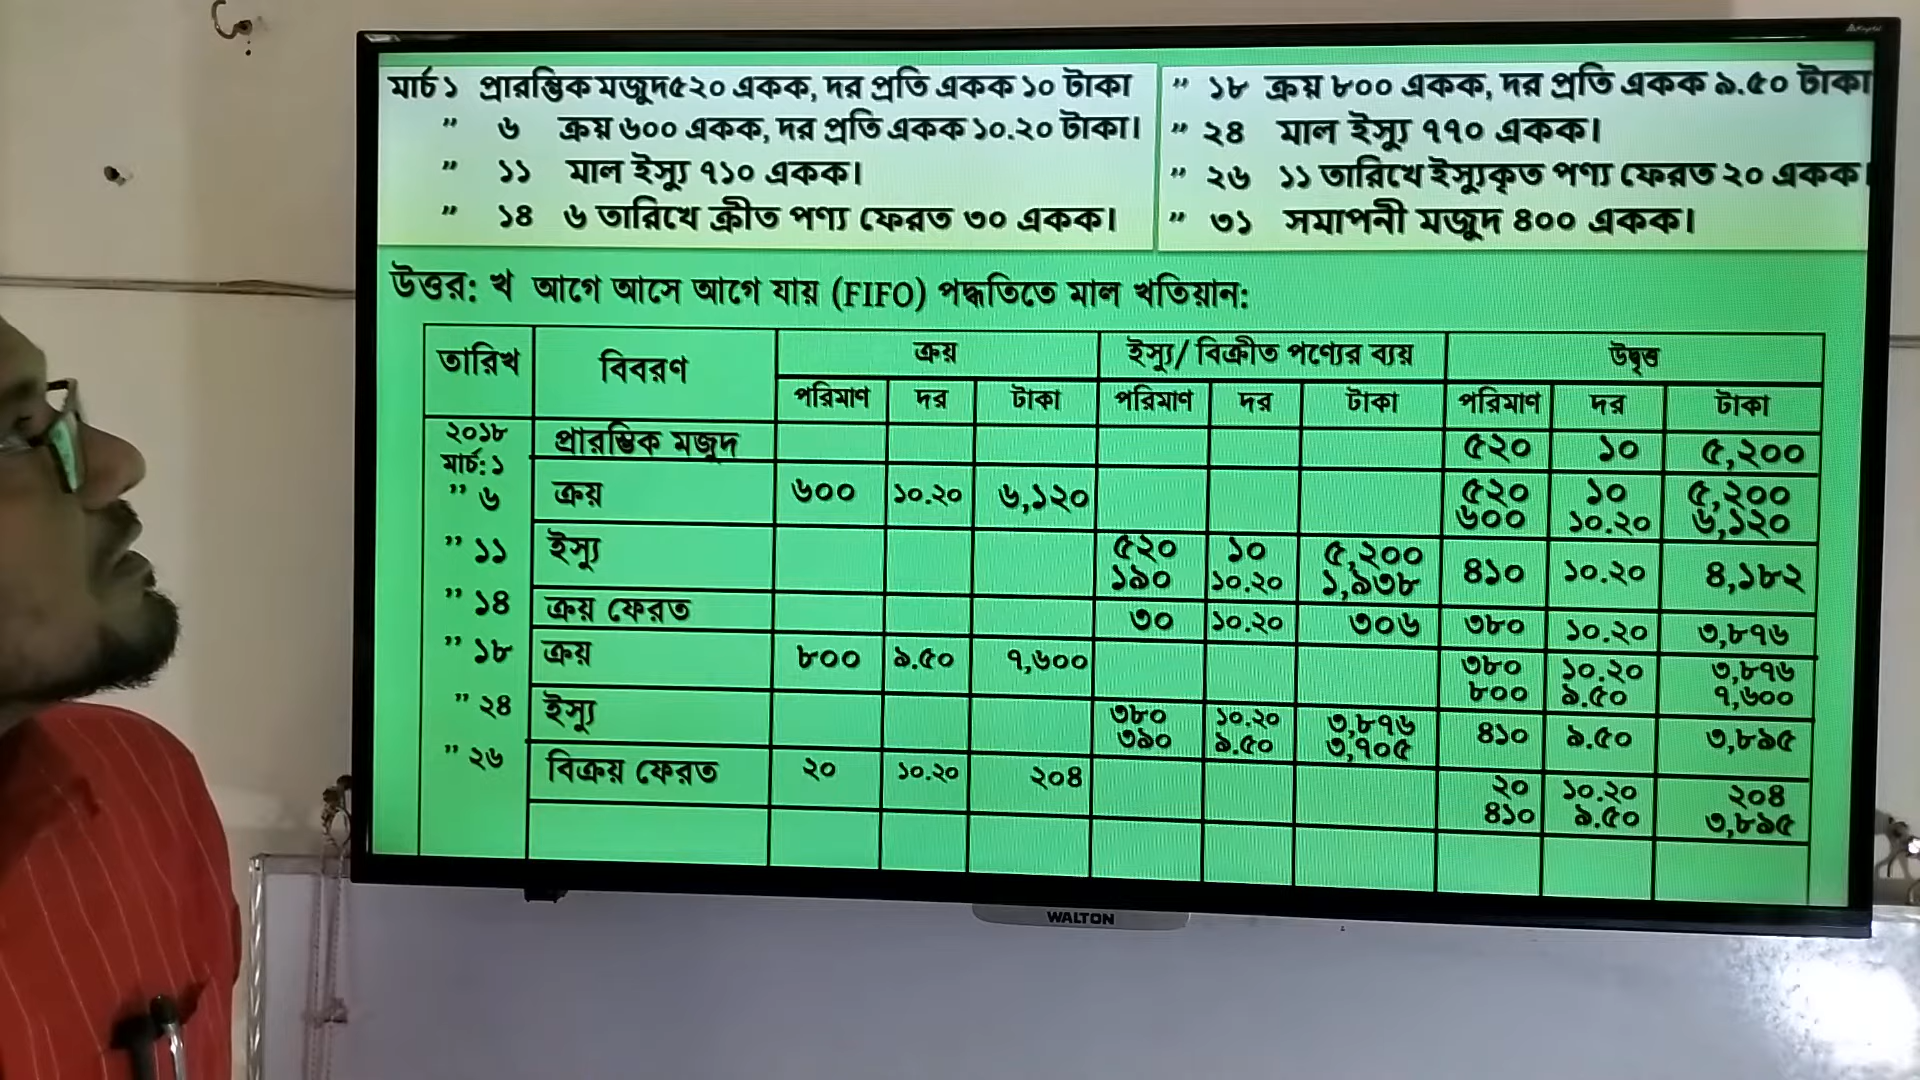 মার্চ ১ প্রারম্ভিক মজুদ৫২০ একক, দর প্রতি একক ১০ টাকা
" ৬ ক্রয় ৬০০ একক, দর প্রতি একক ১০.২০ টাকা।
" ১১ মাল ইস্যু ৭১০ একক।
" ১৪ ৬ তারিখে ক্রীত পণ্য ফেরত ৩০ একক।
" ১৮ ক্রয় ৮০০ একক, দর প্রতি একক ৯.৫০ টাকা
" ২৪ মাল ইস্যু ৭৭০ একক।
" ২৬ ১১ তারিখে ইস্যুকৃত পণ্য ফেরত ২০ একক।
" ৩১ সমাপনী মজুদ ৪০০ একক।
উত্তর: খ আগে আসে আগে যায় (FIFO) পদ্ধতিতে মাল খতিয়ান:
তারিখ বিবরণ ক্রয় ইস্যু/ বিক্রীত পণ্যের ব্যয় উদ্বৃত্ত
পরিমাণ দর টাকা পরিমাণ দর টাকা পরিমাণ দর টাকা
২০১৮ প্রারম্ভিক মজুদ ৫২০ ১০ ৫,২০০
মার্চ: ১
" ৬ ক্রয় ৬০০ ১০.২০ ৬,১২০ ৫২০ ১০ ৫,২০০
৬০০ ১০.২০ ৬,১২০
" ১১ ইস্যু ৫২০ ১০ ৫,২০০ ৪১০ ১০.২০ ৪,১৮২
১৯০ ১০.২০ ১,৯৩৮
" ১৪ ক্রয় ফেরত ৩০ ১০.২০ ৩০৬ ৩৮০ ১০.২০ ৩,৮৭৬
" ১৮ ক্রয় ৮০০ ৯.৫০ ৭,৬০০ ৩৮০ ১০.২০ ৩,৮৭৬
৮০০ ৯.৫০ ৭,৬০০
" ২৪ ইস্যু ৩৮০ ১০.২০ ৩,৮৭৬ ৪১০ ৯.৫০ ৩,৮৯৫
৩৯০ ৯.৫০ ৩,৭০৫
" ২৬ বিক্রয় ফেরত ২০ ১০.২০ ২০৪ ২০ ১০.২০ ২০৪
৪১০ ৯.৫০ ৩,৮৯৫
WALTON